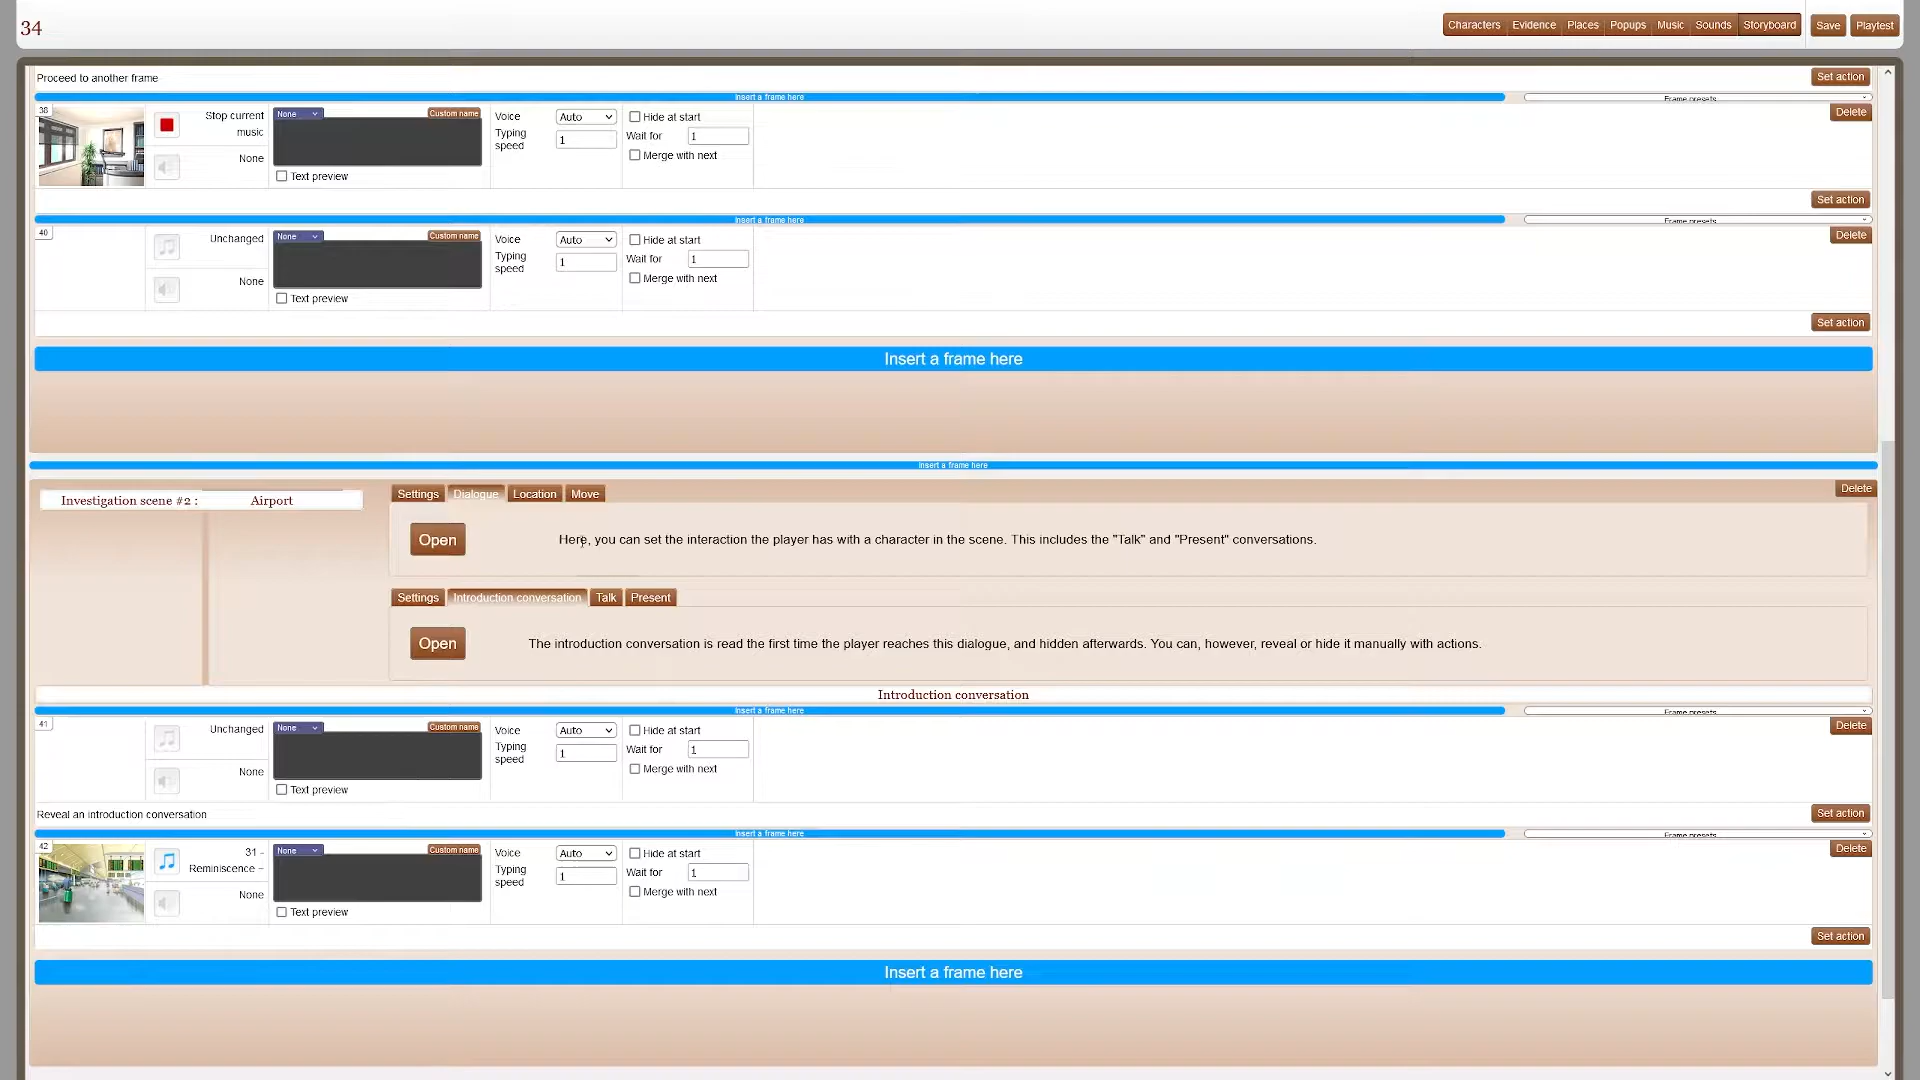 34
Characters Evidence Places Popups Music Sounds Storyboard Save Playtest
Proceed to another frame Set action
Insert a frame here Frame presets
38 Stop current music None Custom name Voice Auto Hide at start Delete
Typing speed 1 Wait for 1
None Merge with next
Text preview
Set action
Insert a frame here Frame presets
40 Unchanged None Custom name Voice Auto Hide at start Delete
Typing speed 1 Wait for 1
None Merge with next
Text preview
Set action
Insert a frame here
Insert a frame here
Investigation scene #2 : Airport Settings Dialogue Location Move Delete
Open Here, you can set the interaction the player has with a character in the scene. This includes the "Talk" and "Present" conversations.
Settings Introduction conversation Talk Present
Open The introduction conversation is read the first time the player reaches this dialogue, and hidden afterwards. You can, however, reveal or hide it manually with actions.
Introduction conversation
Insert a frame here Frame presets
41 Unchanged None Custom name Voice Auto Hide at start Delete
Typing speed 1 Wait for 1
None Merge with next
Text preview
Reveal an introduction conversation Set action
Insert a frame here Frame presets
42 31 - Reminiscence ~ None Custom name Voice Auto Hide at start Delete
Typing speed 1 Wait for 1
None Merge with next
Text preview
Set action
Insert a frame here